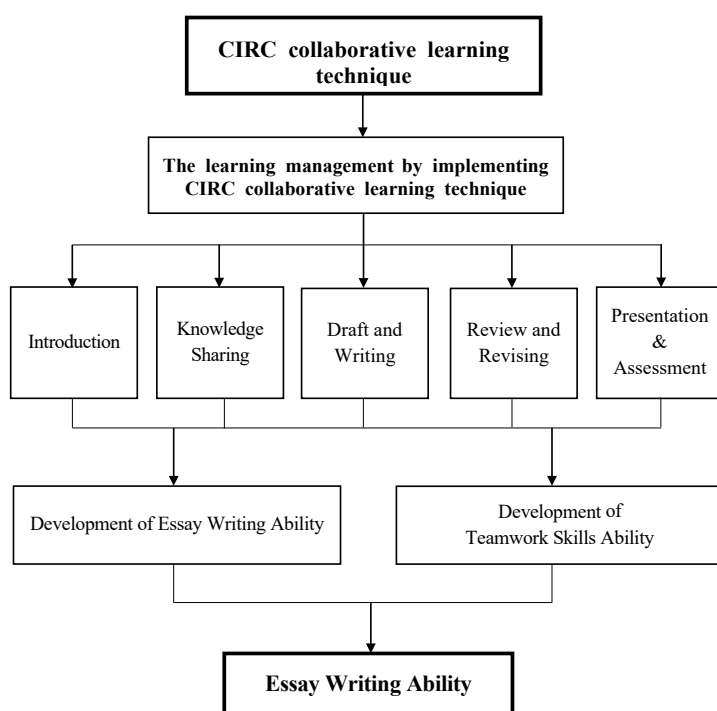 CIRC collaborative learning
technique
The learning management by implementing
CIRC collaborative learning technique
Introduction
Knowledge
Sharing
Draft and
Writing
Review and
Revising
Presentation
&
Assessment
Development of Essay Writing Ability
Development of
Teamwork Skills Ability
Essay Writing Ability